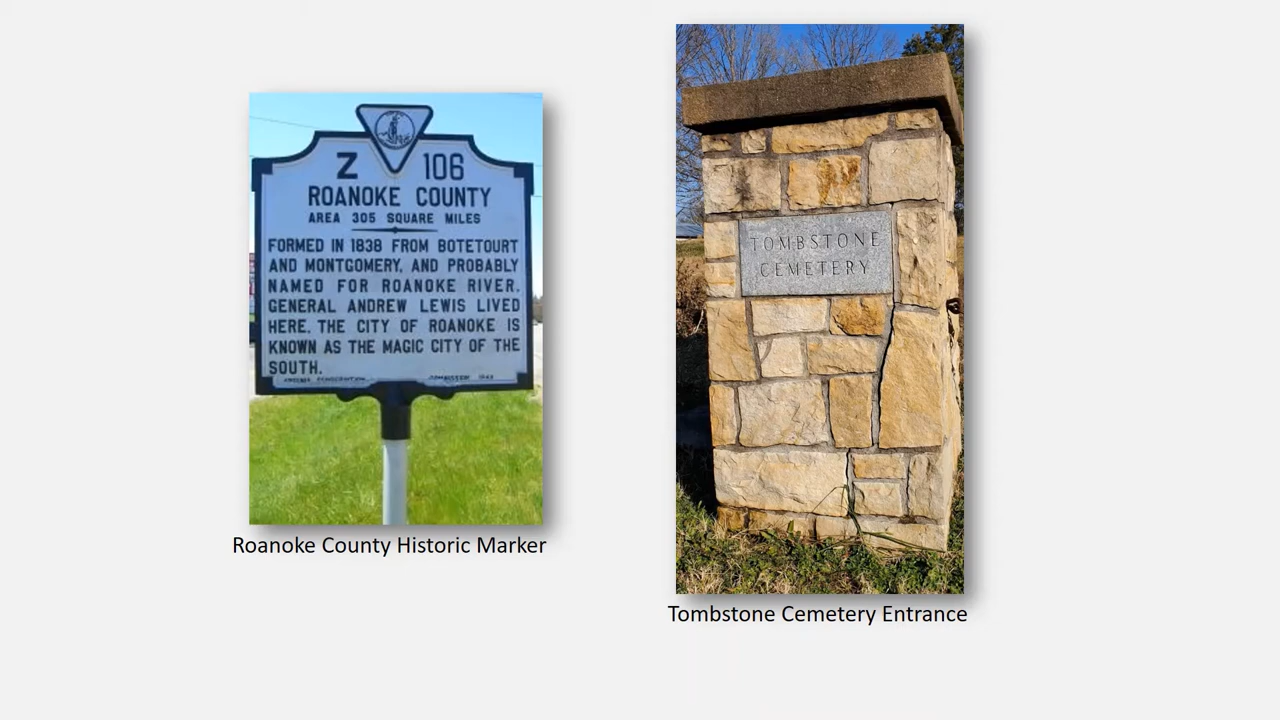 Z 106
ROANOKE COUNTY
AREA 305 SQUARE MILES
FORMED IN 1838 FROM BOTETOURT
AND MONTGOMERY, AND PROBABLY
NAMED FOR ROANOKE RIVER.
GENERAL ANDREW LEWIS LIVED
HERE. THE CITY OF ROANOKE IS
KNOWN AS THE MAGIC CITY OF THE
SOUTH.
Roanoke County Historic Marker
TOMBSTONE
CEMETERY
Tombstone Cemetery Entrance